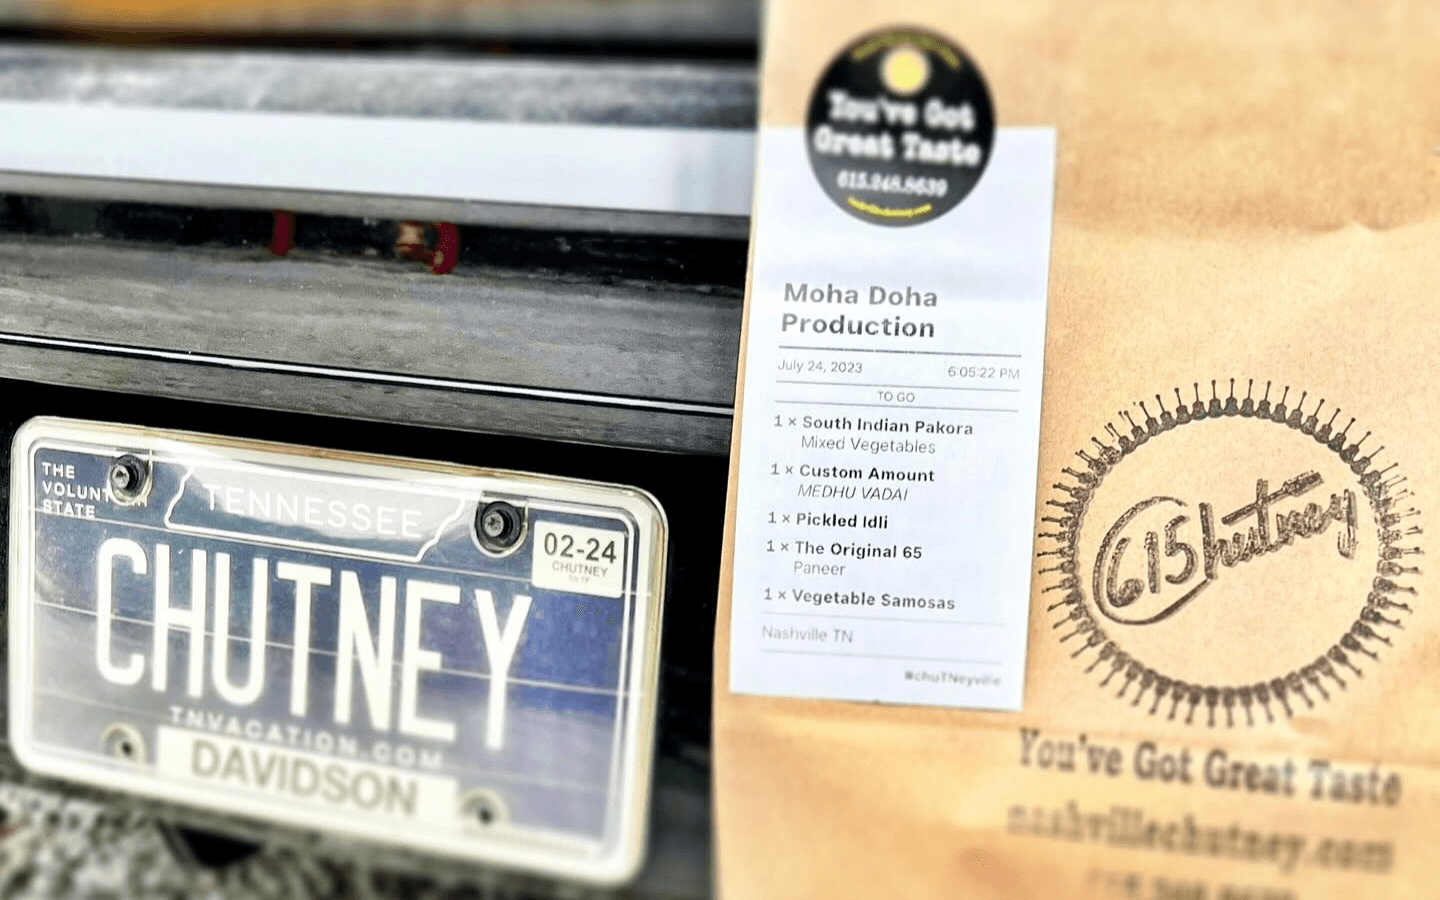 THE
VOLUNTEER
STATE
TENNESSEE
02-24
CHUTNEY
CHUTNEY
TNVACATION.COM
DAVIDSON
You've Got
Great Taste
615.248.8639
Moha Doha
Production
July 24, 2023 6:05:22 PM
TO GO
1 × South Indian Pakora
Mixed Vegetables
1 × Custom Amount
MEDHU VADAI
1 × Pickled Idli
1 × The Original 65
Paneer
1 × Vegetable Samosas
Nashville TN
#chuTNeyville
615hutney
You've Got Great Taste
nashvillechutney.com